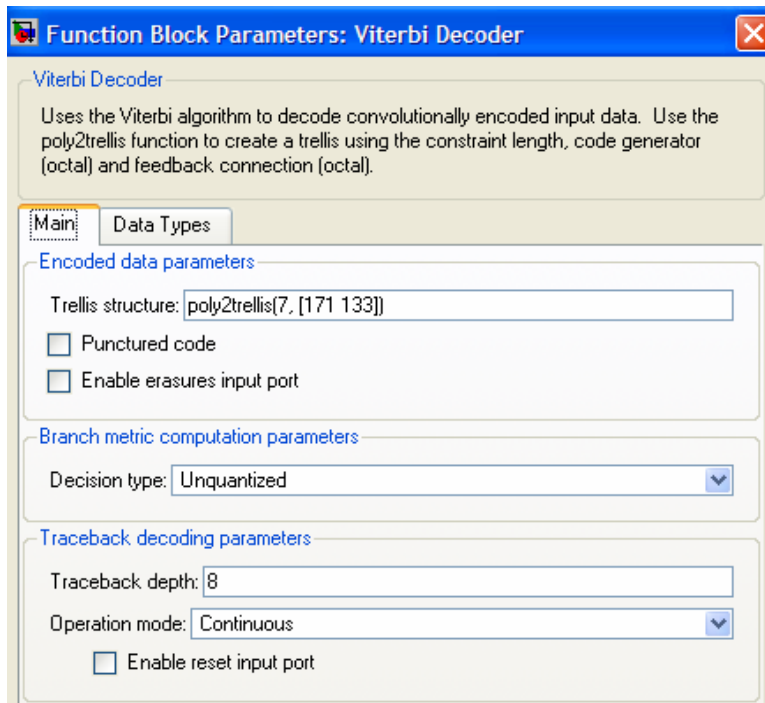 Function Block Parameters: Viterbi Decoder
Viterbi Decoder
Uses the Viterbi algorithm to decode convolutionally encoded input data. Use the
poly2trellis function to create a trellis using the constraint length, code generator
(octal) and feedback connection (octal).
Main Data Types
Encoded data parameters
Trellis structure: poly2trellis(7, [171 133])
Punctured code
Enable erasures input port
Branch metric computation parameters
Decision type: Unquantized
Traceback decoding parameters
Traceback depth: 8
Operation mode: Continuous
Enable reset input port